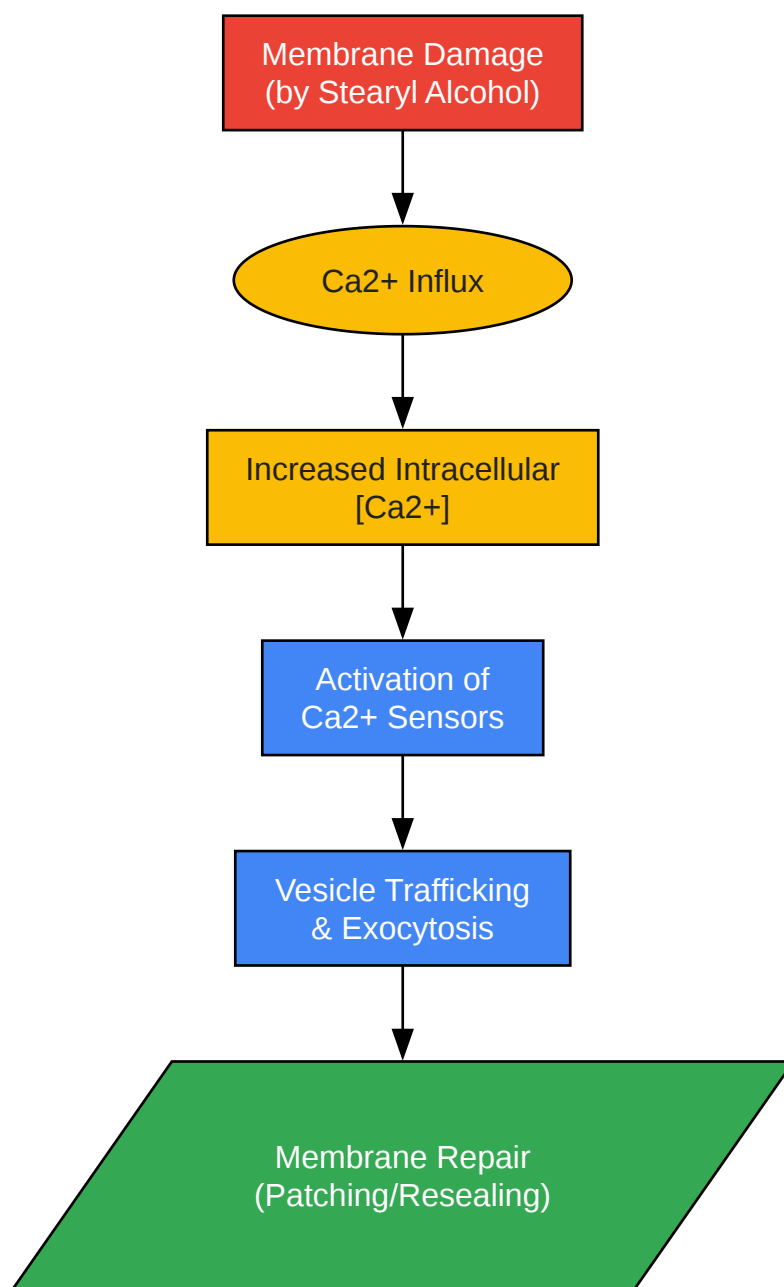 Membrane Damage
(by Stearyl Alcohol)
Ca2+ Influx
Increased Intracellular
[Ca2+]
Activation of
Ca2+ Sensors
Vesicle Trafficking
& Exocytosis
Membrane Repair
(Patching/Resealing)